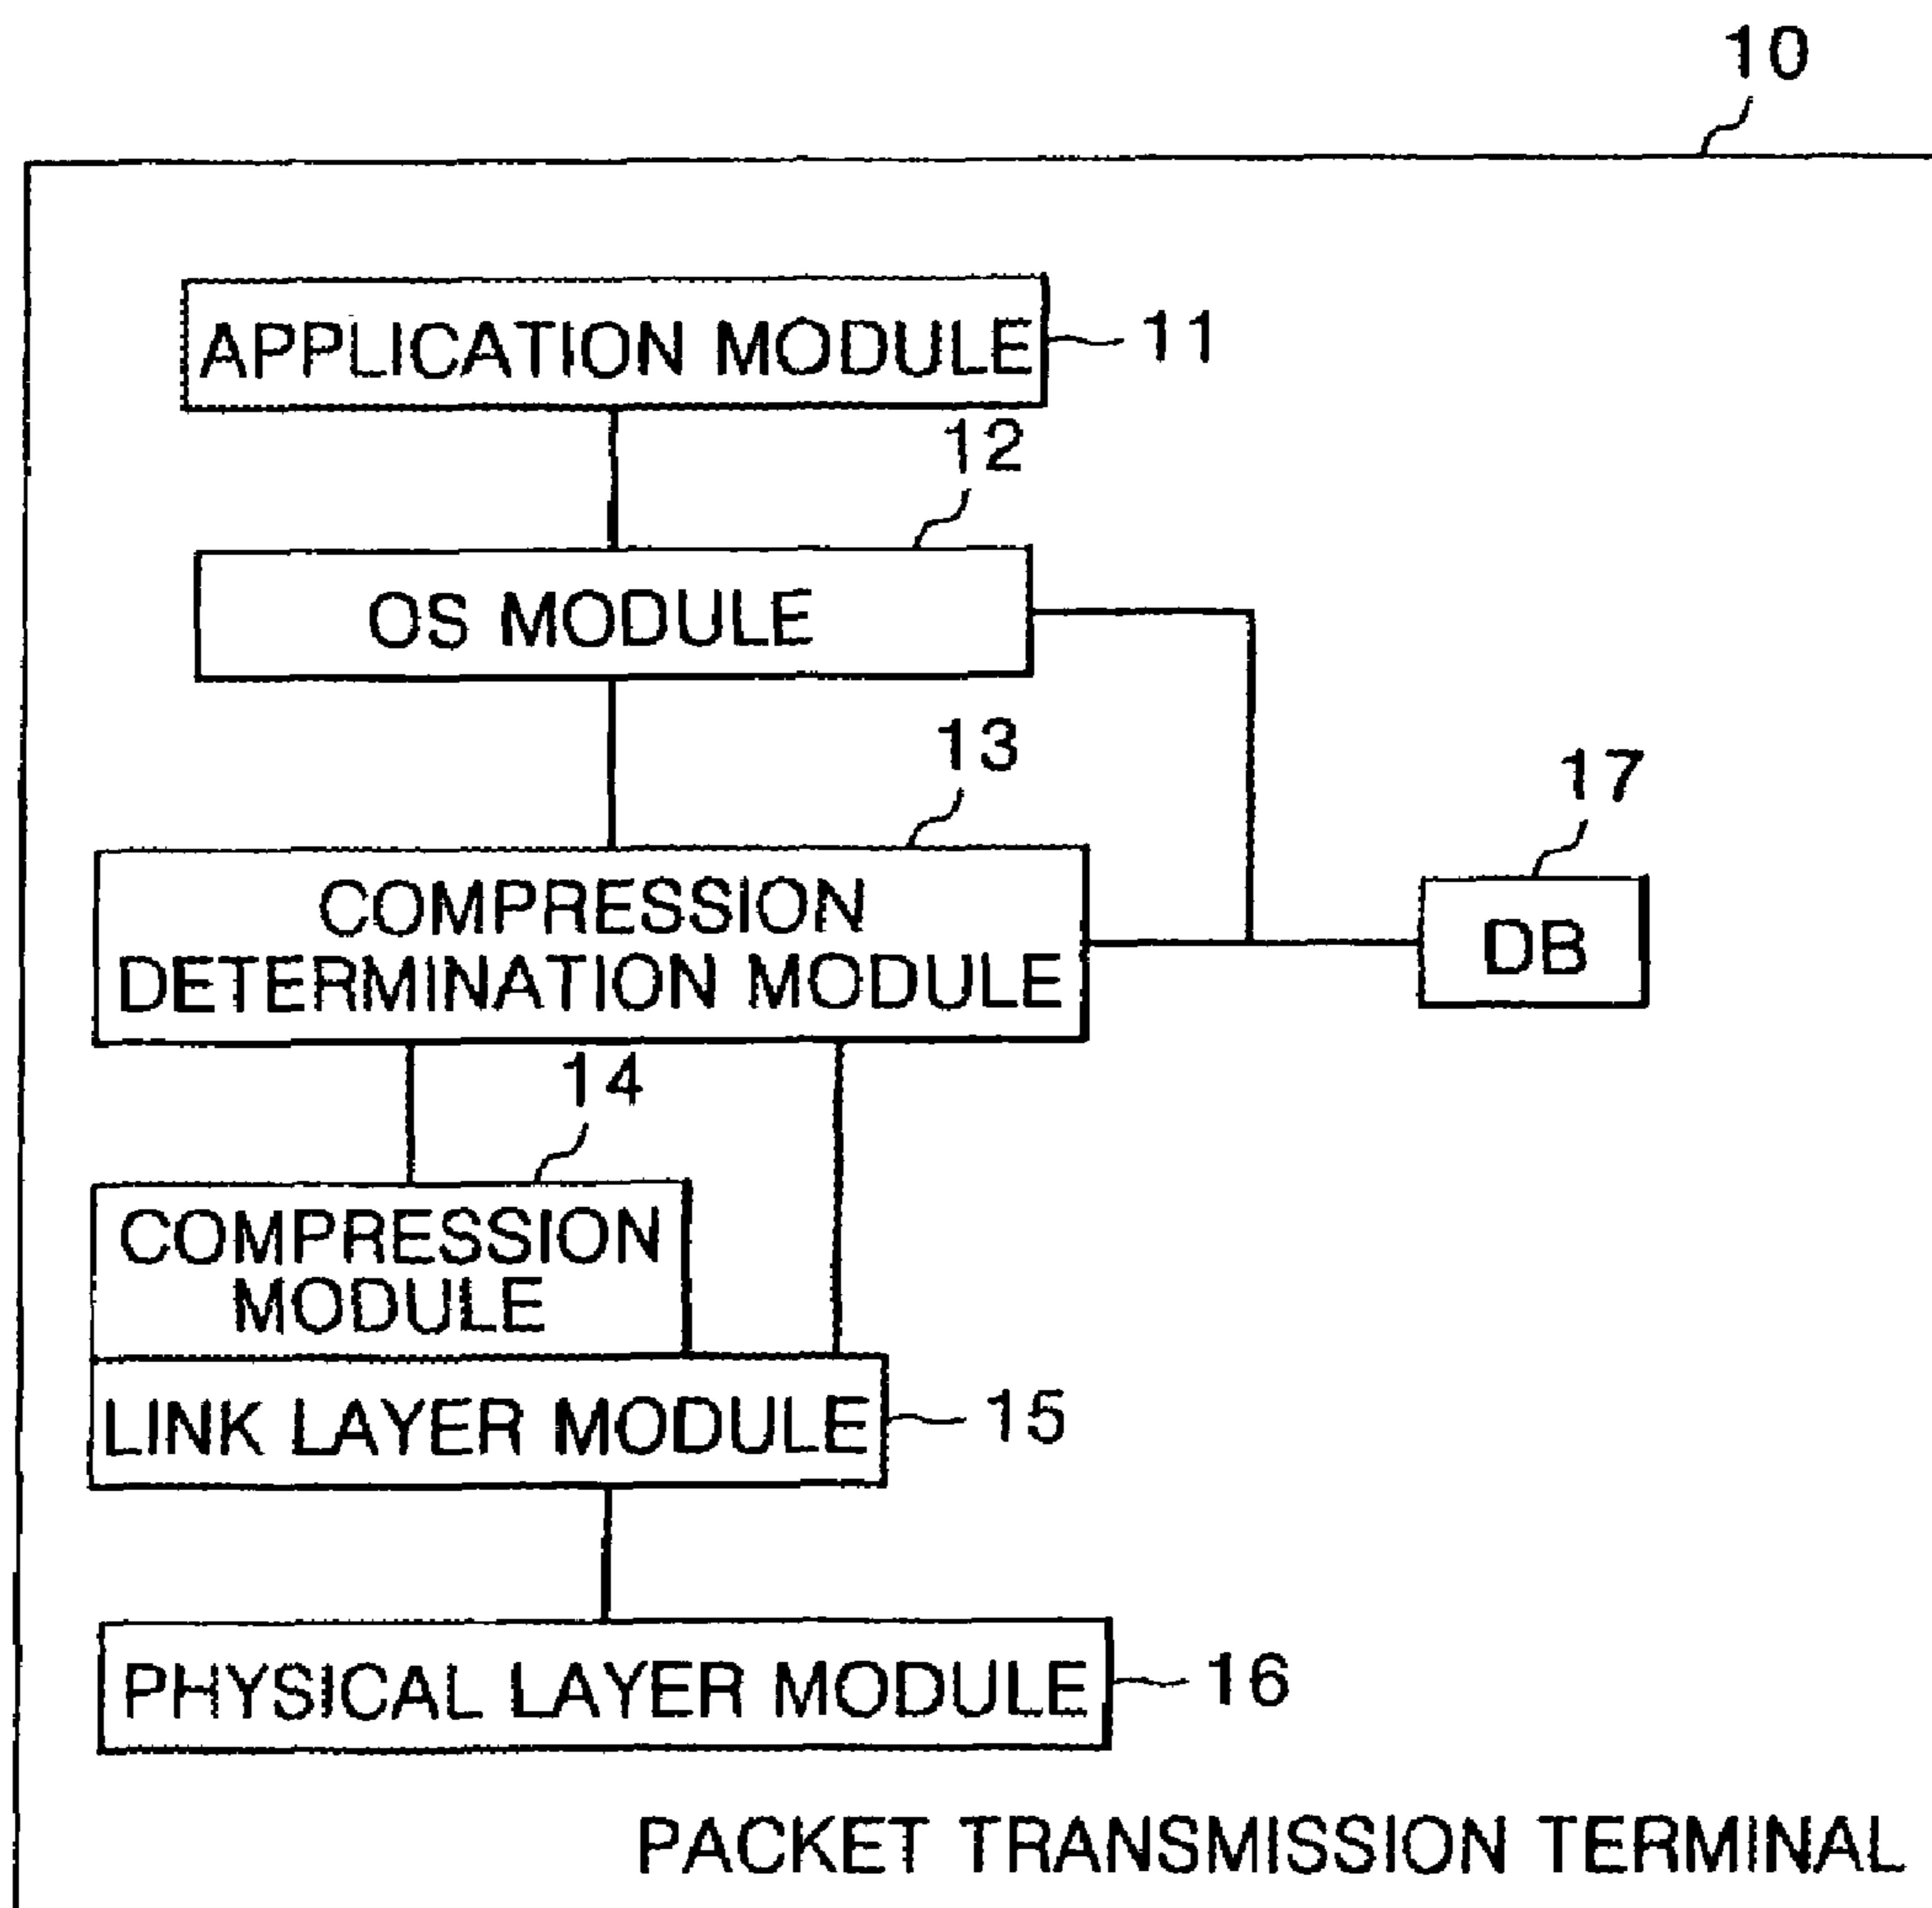 10
APPLICATION MODULE
11
12
OS MODULE
13
17
COMPRESSION
DETERMINATION MODULE
DB
14
COMPRESSION
MODULE
LINK LAYER MODULE
15
PHYSICAL LAYER MODULE
16
PACKET TRANSMISSION TERMINAL